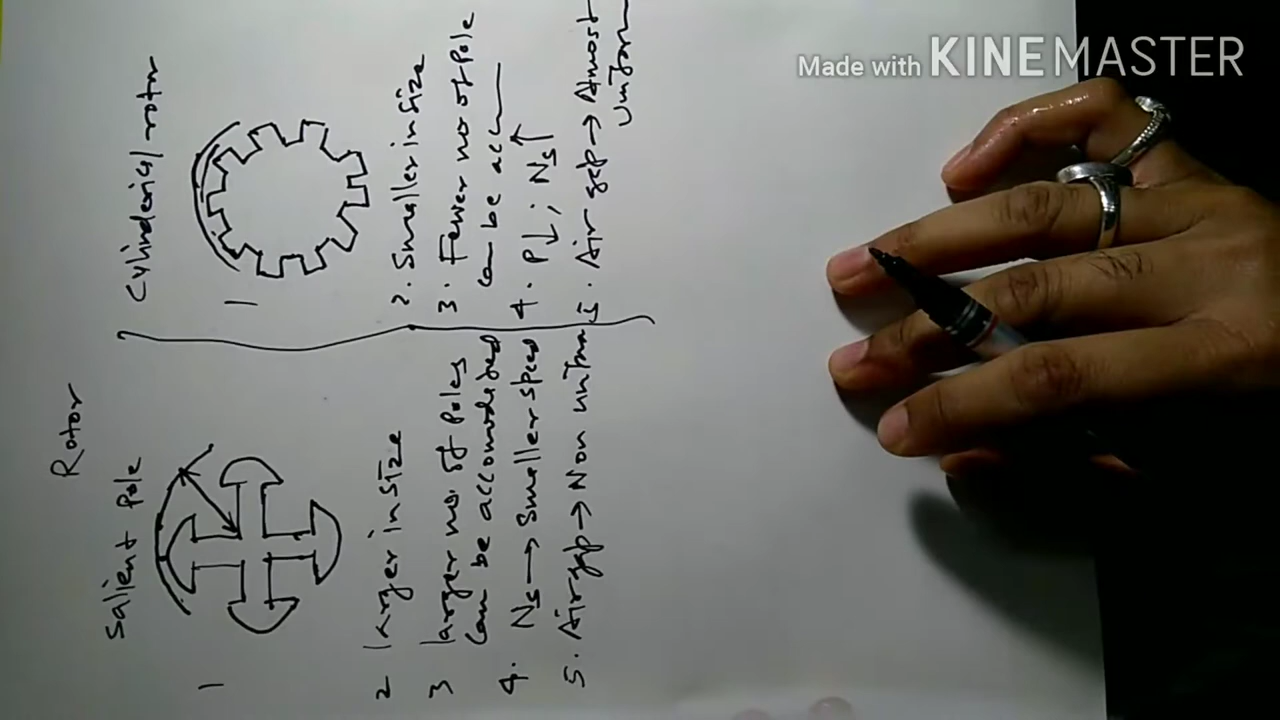 Rotor
Salient Pole
1
2 larger in size
3 larger no. of Poles
can be accomodated
4. Ns → Smaller speed
5. Airgap → Non uniform
Cylinderical rotor
1
2. Smaller in size
3. Fewer no of Pole
can be acc
4. P↓; Ns↑
5. Air gap → Almost
uniform
Made with KINEMASTER